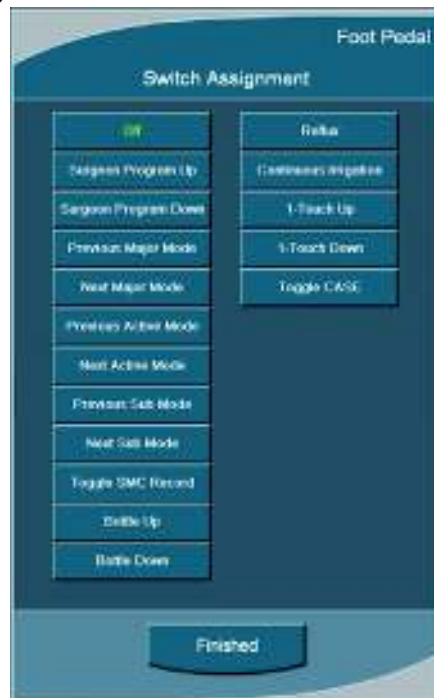 Foot Pedal
Switch Assignment
Off
Surgeon Program Up
Surgeon Program Down
Previous Major Mode
Next Major Mode
Previous Active Mode
Next Active Mode
Previous Sub Mode
Next Sub Mode
Toggle SMC Record
Bottle Up
Bottle Down
Reflux
Continuous Irrigation
1-Touch Up
1-Touch Down
Toggle CASE
Finished